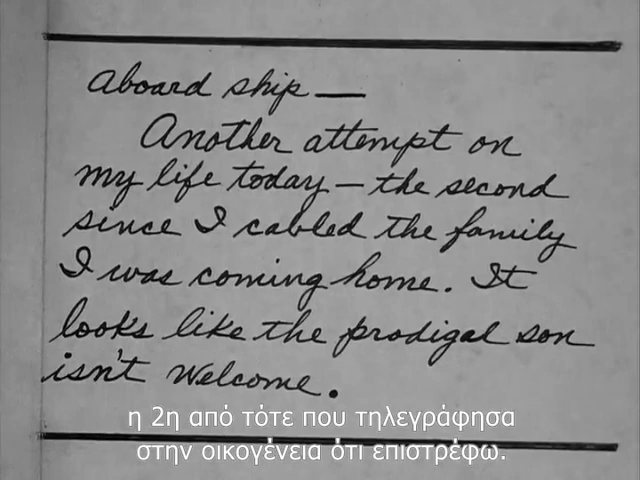 Aboard ship —
Another attempt on
my life today — the second
since I cabled the family
I was coming home. It
looks like the prodigal son
isn't welcome.
η 2η από τότε που τηλεγράφησα
στην οικογένεια ότι επιστρέφω.